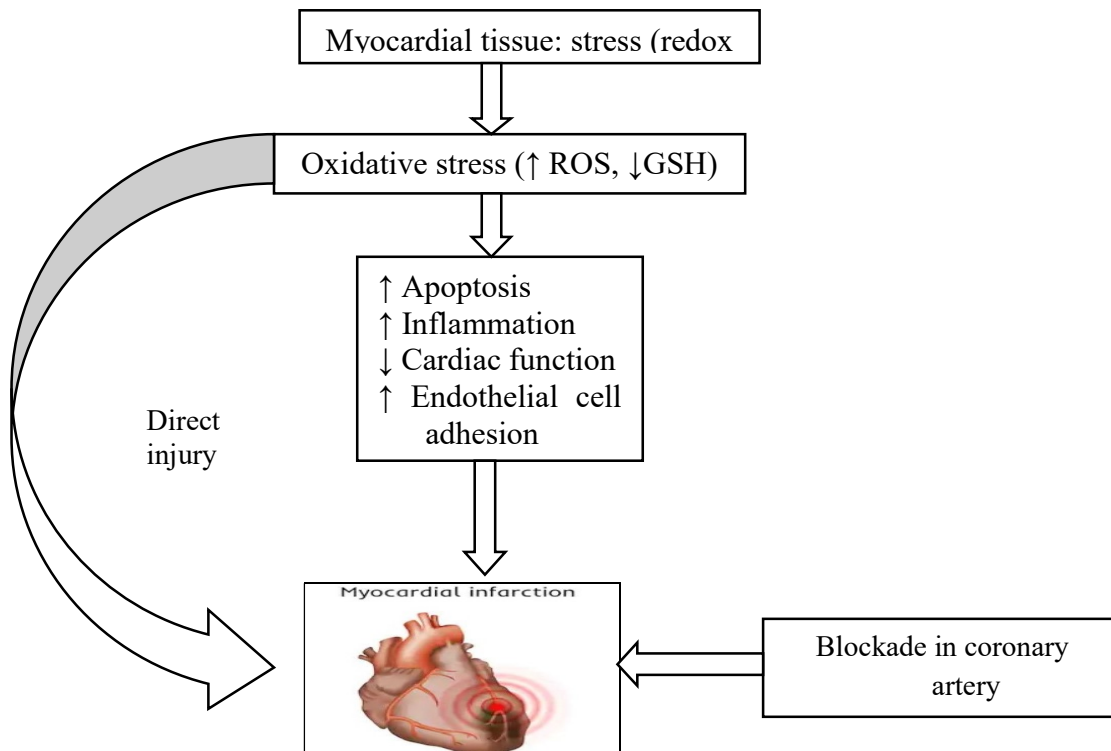 Myocardial tissue: stress (redox
Oxidative stress (↑ ROS, ↓GSH)
↑ Apoptosis
↑ Inflammation
↓ Cardiac function
↑ Endothelial cell
adhesion
Direct
injury
Myocardial infarction
Blockade in coronary
artery